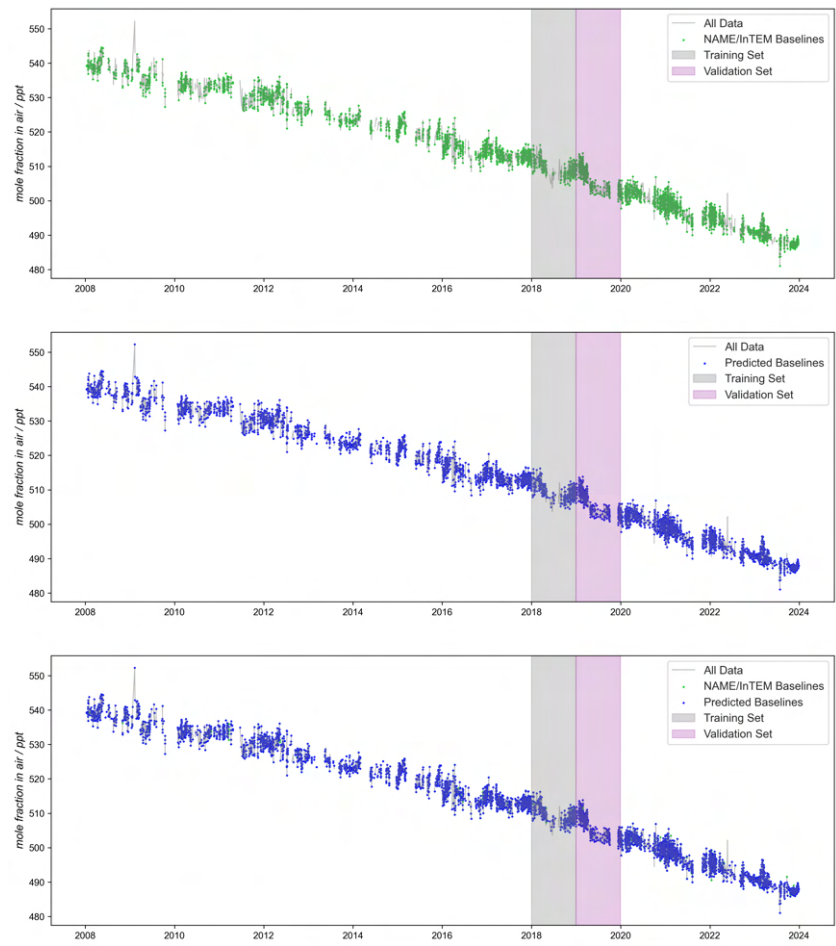 All Data
NAME/InTEM Baselines
Training Set
Validation Set
mole fraction in air / ppt
550
540
530
520
510
500
490
480
2008 2010 2012 2014 2016 2018 2020 2022 2024
All Data
Predicted Baselines
Training Set
Validation Set
mole fraction in air / ppt
550
540
530
520
510
500
490
480
2008 2010 2012 2014 2016 2018 2020 2022 2024
All Data
NAME/InTEM Baselines
Predicted Baselines
Training Set
Validation Set
mole fraction in air / ppt
550
540
530
520
510
500
490
480
2008 2010 2012 2014 2016 2018 2020 2022 2024